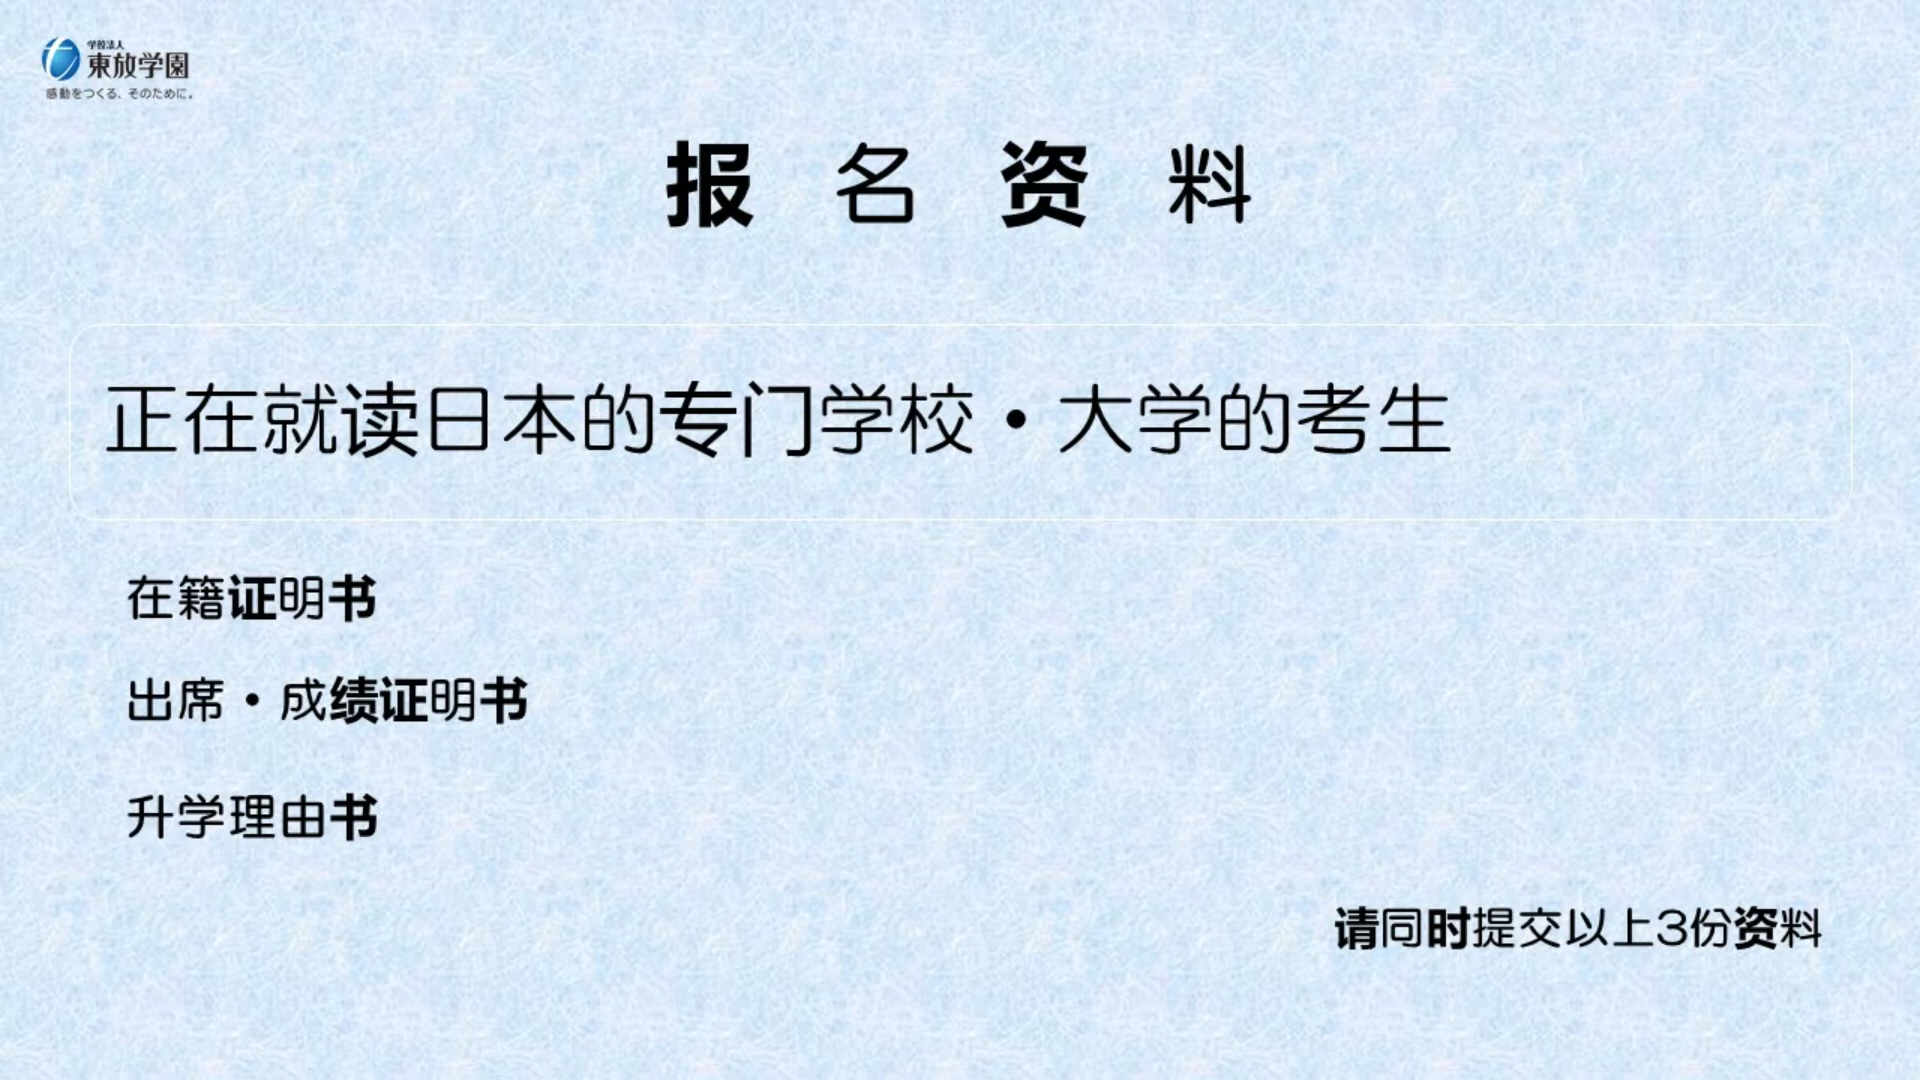 学校法人
東放学園
感動をつくる、そのために。
报名资料
正在就读日本的专门学校・大学的考生
在籍证明书
出席・成绩证明书
升学理由书
请同时提交以上3份资料